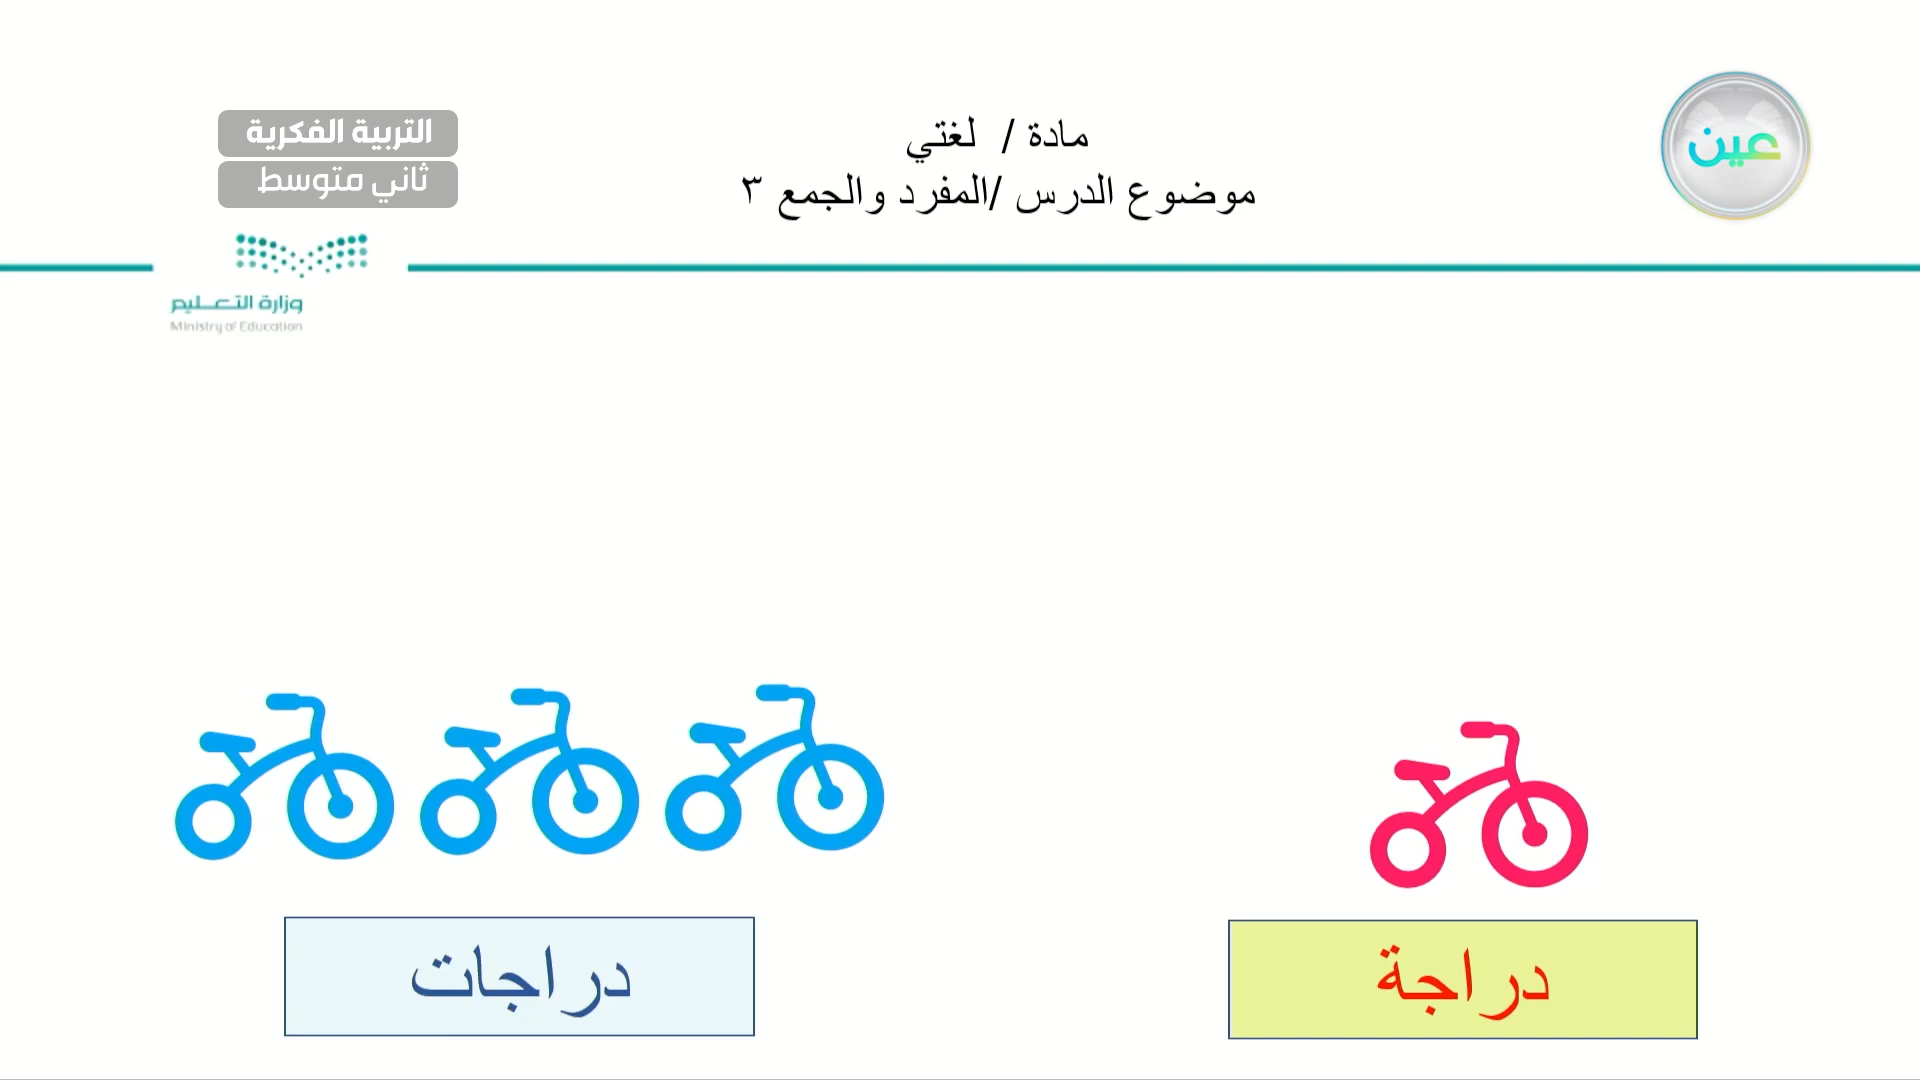 عين
مادة / لغتي
موضوع الدرس /المفرد والجمع ٣
التربية الفكرية
ثاني متوسط
وزارة التعليم
Ministry of Education
دراجة
دراجات